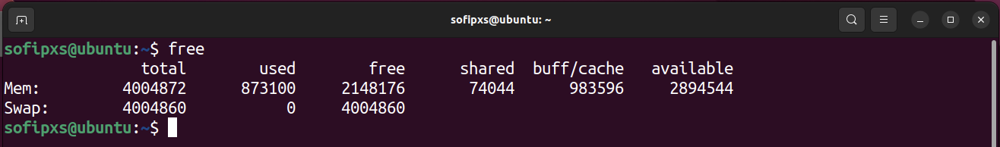 sofipxs@ubuntu: ~
sofipxs@ubuntu:~$ free
total used free shared buff/cache available
Mem: 4004872 873100 2148176 74044 983596 2894544
Swap: 4004860 0 4004860
sofipxs@ubuntu:~$